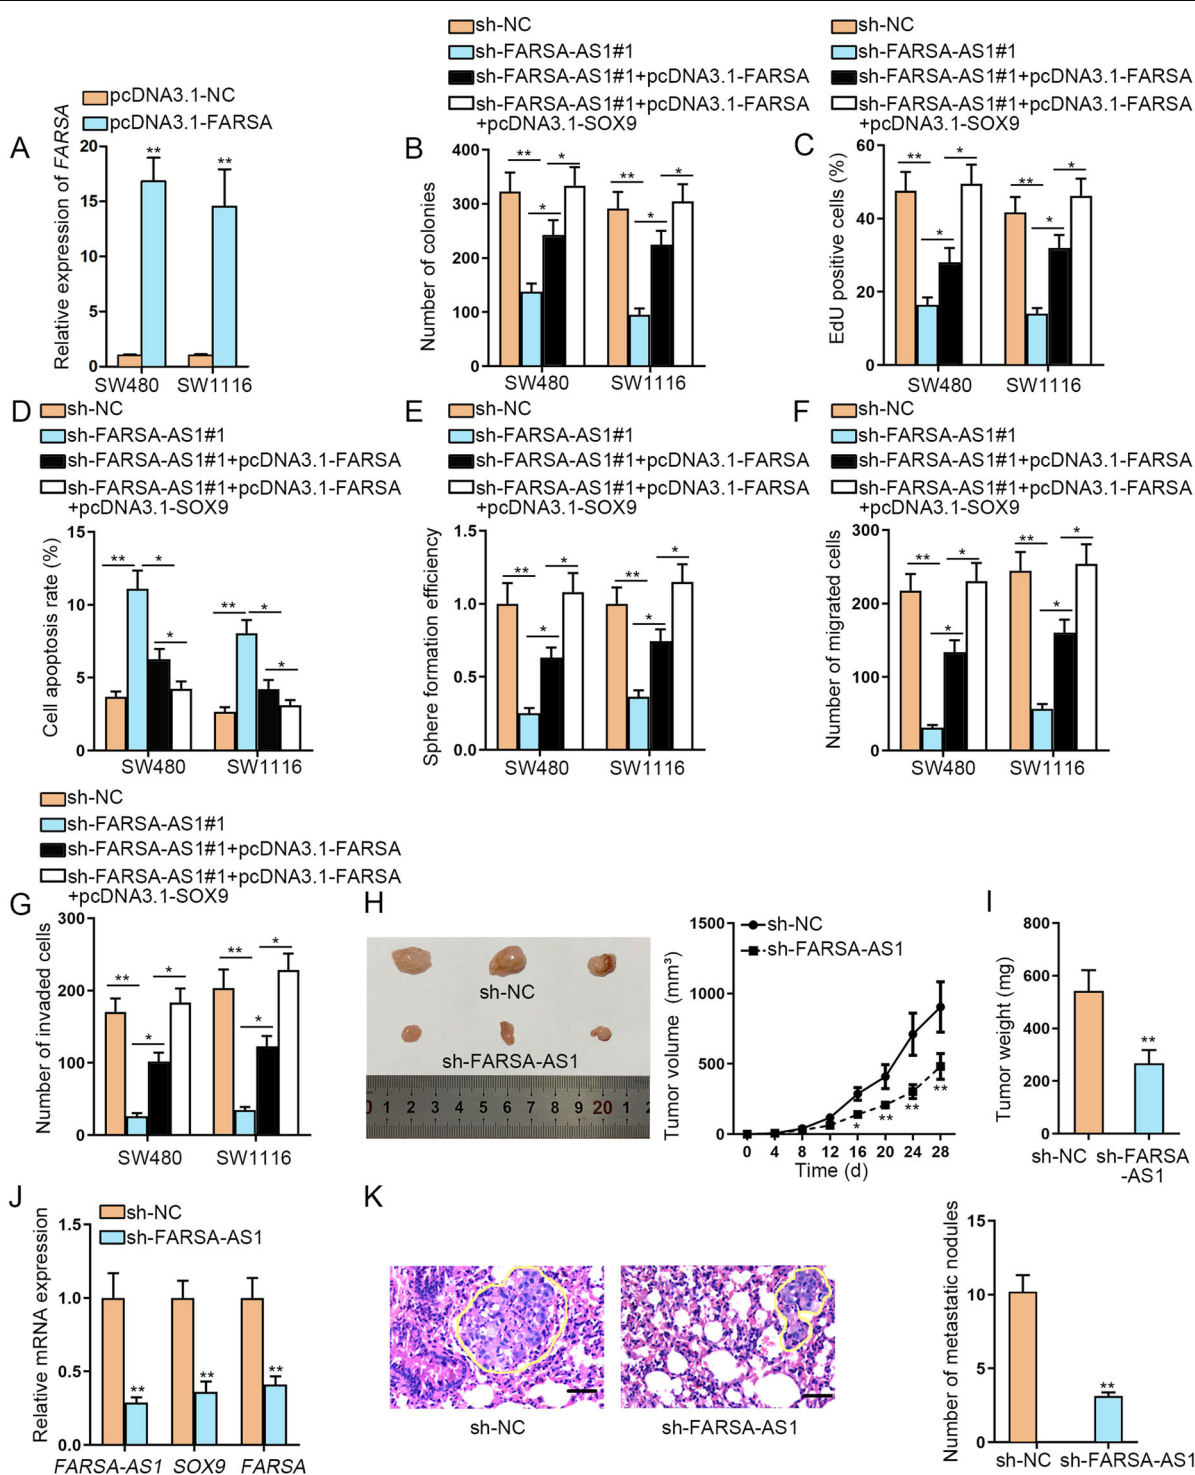 A
pcDNA3.1-NC
pcDNA3.1-FARSA
Relative expression of FARSA
20
15
10
5
0
** **
SW480 SW1116
B
sh-NC
sh-FARSA-AS1#1
sh-FARSA-AS1#1+pcDNA3.1-FARSA
sh-FARSA-AS1#1+pcDNA3.1-FARSA
+pcDNA3.1-SOX9
Number of colonies
400
300
200
100
0
** * * ** * *
SW480 SW1116
C
sh-NC
sh-FARSA-AS1#1
sh-FARSA-AS1#1+pcDNA3.1-FARSA
sh-FARSA-AS1#1+pcDNA3.1-FARSA
+pcDNA3.1-SOX9
EdU positive cells (%)
60
40
20
0
** * * ** * *
SW480 SW1116
D
sh-NC
sh-FARSA-AS1#1
sh-FARSA-AS1#1+pcDNA3.1-FARSA
sh-FARSA-AS1#1+pcDNA3.1-FARSA
+pcDNA3.1-SOX9
Cell apoptosis rate (%)
15
10
5
0
** * * ** * *
SW480 SW1116
E
sh-NC
sh-FARSA-AS1#1
sh-FARSA-AS1#1+pcDNA3.1-FARSA
sh-FARSA-AS1#1+pcDNA3.1-FARSA
+pcDNA3.1-SOX9
Sphere formation efficiency
1.5
1.0
0.5
0.0
** * * ** * *
SW480 SW1116
F
sh-NC
sh-FARSA-AS1#1
sh-FARSA-AS1#1+pcDNA3.1-FARSA
sh-FARSA-AS1#1+pcDNA3.1-FARSA
+pcDNA3.1-SOX9
Number of migrated cells
300
200
100
0
** * * ** * *
SW480 SW1116
G
sh-NC
sh-FARSA-AS1#1
sh-FARSA-AS1#1+pcDNA3.1-FARSA
sh-FARSA-AS1#1+pcDNA3.1-FARSA
+pcDNA3.1-SOX9
Number of invaded cells
300
200
100
0
** * * ** * *
SW480 SW1116
H
sh-NC
sh-FARSA-AS1
0 1 2 3 4 5 6 7 8 9 20 1 2
sh-NC
sh-FARSA-AS1
Tumor volume (mm³)
1500
1000
500
0
* ** ** **
0 4 8 12 16 20 24 28
Time (d)
I
Tumor weight (mg)
800
600
400
200
0
**
sh-NC sh-FARSA
-AS1
J
sh-NC
sh-FARSA-AS1
Relative mRNA expression
1.5
1.0
0.5
0.0
** ** **
FARSA-AS1 SOX9 FARSA
K
sh-NC sh-FARSA-AS1
Number of metastatic nodules
15
10
5
0
**
sh-NC sh-FARSA-AS1